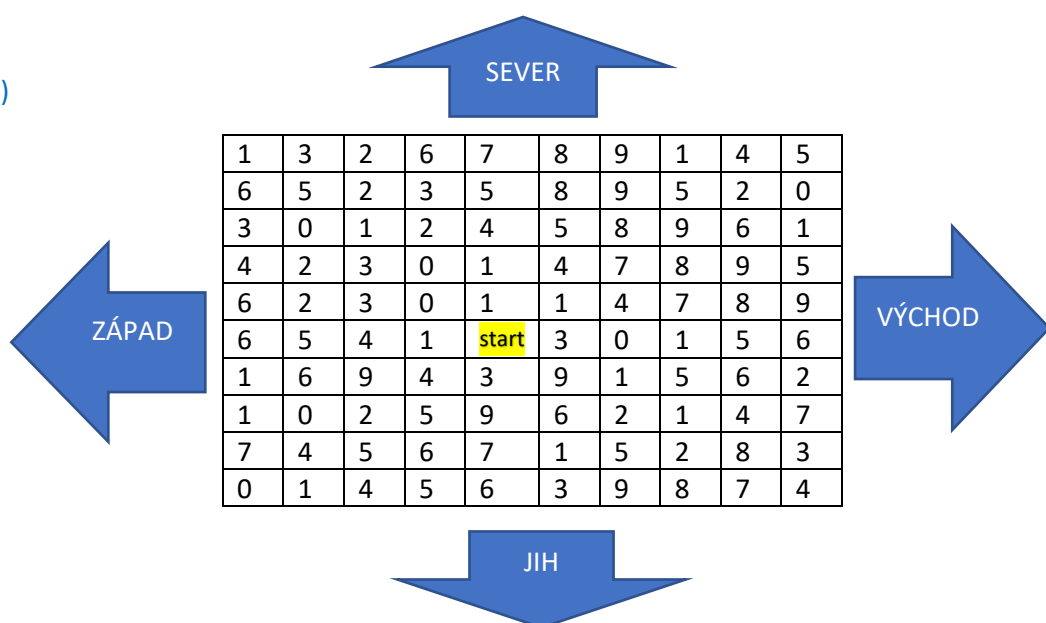 SEVER
)
1 3 2 6 7 8 9 1 4 5
6 5 2 3 5 8 9 5 2 0
3 0 1 2 4 5 8 9 6 1
4 2 3 0 1 4 7 8 9 5
6 2 3 0 1 1 4 7 8 9
ZÁPAD
VÝCHOD
6 5 4 1 start 3 0 1 5 6
1 6 9 4 3 9 1 5 6 2
1 0 2 5 9 6 2 1 4 7
7 4 5 6 7 1 5 2 8 3
0 1 4 5 6 3 9 8 7 4
JIH